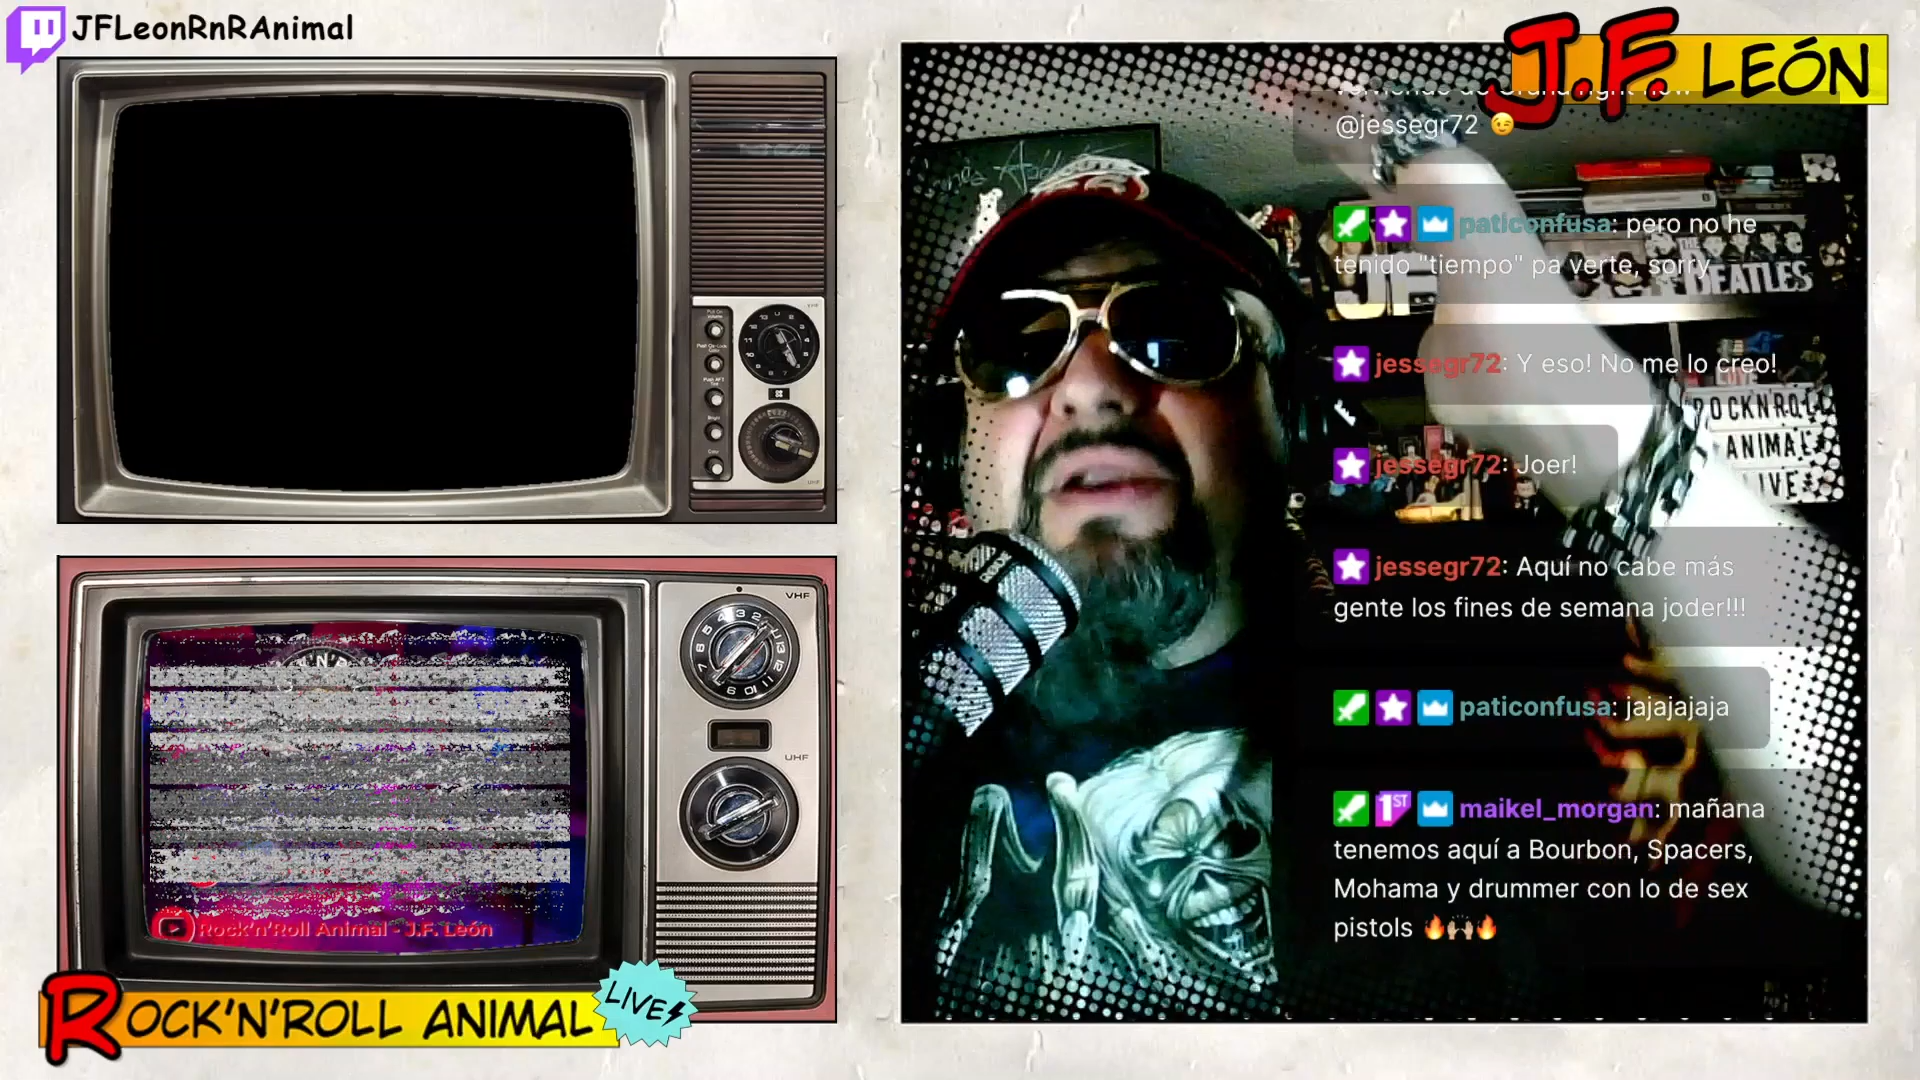 JFLeonRnRAnimal
J.F. LEÓN
@jessegr72 😉
paticonfusa: pero no he
tenido "tiempo" pa verte, sorry
THE
BEATLES
jessegr72: Y eso! No me lo creo!
ROCKNROLL
ANIMAL
LIVE
jessegr72: Joer!
jessegr72: Aquí no cabe más
gente los fines de semana joder!!!
paticonfusa: jajajajaja
1ST maikel_morgan: mañana
tenemos aquí a Bourbon, Spacers,
Mohama y drummer con lo de sex
pistols 🔥🙌🏼🔥
RODE
VHF
UHF
Rock'n'Roll Animal - J.F. León
ROCK'N'ROLL ANIMAL
LIVE